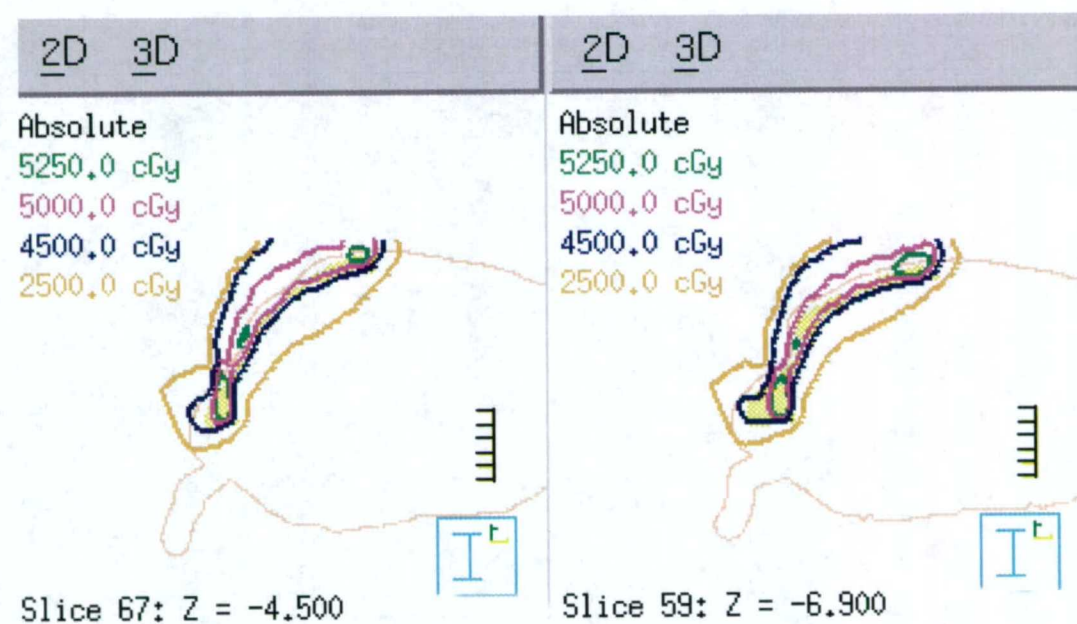 2D 3D
Absolute
5250.0 cGy
5000.0 cGy
4500.0 cGy
2500.0 cGy
Slice 67: Z = -4.500
2D 3D
Absolute
5250.0 cGy
5000.0 cGy
4500.0 cGy
2500.0 cGy
Slice 59: Z = -6.900